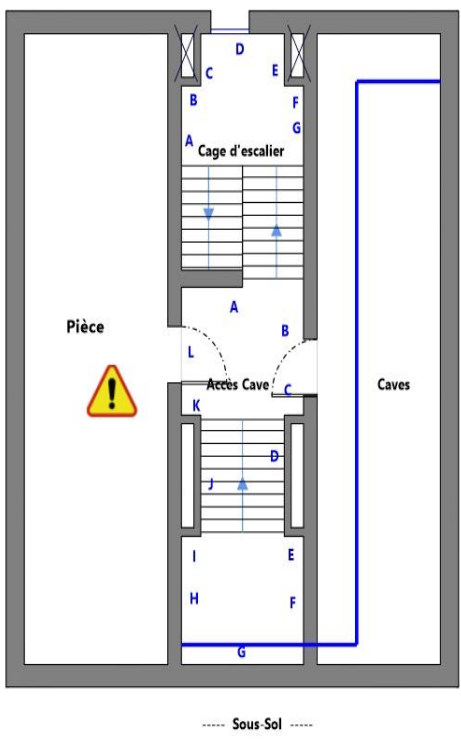 D
C E
B F
G
A
Cage d'escalier
A
Pièce
B
L
Accès Cave
C
Caves
K
D
J
I E
H F
G
----- Sous-Sol -----